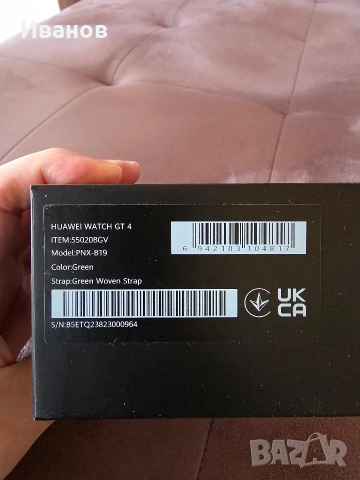 Иванов
HUAWEI WATCH GT 4
ITEM:55020BGV
Model:PNX-B19
Color:Green
Strap:Green Woven Strap
6 942103 104817
S/N:B5ETQ23823000964
UK
CA
BAZAR